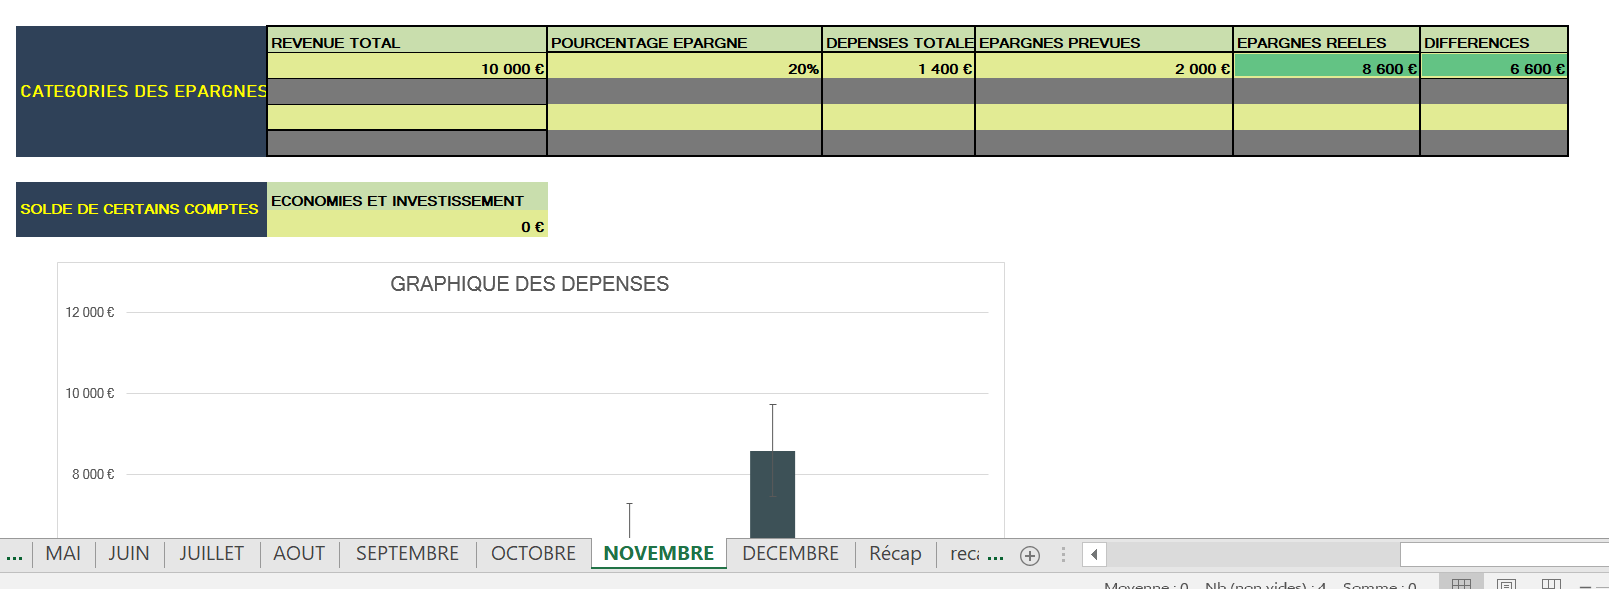 REVENUE TOTAL POURCENTAGE EPARGNE DEPENSES TOTALE EPARGNES PREVUES EPARGNES REELES DIFFERENCES
10 000 € 20% 1 400 € 2 000 € 8 600 € 6 600 €
CATEGORIES DES EPARGNES
ECONOMIES ET INVESTISSEMENT
SOLDE DE CERTAINS COMPTES
0 €
GRAPHIQUE DES DEPENSES
12 000 €
10 000 €
8 000 €
... MAI JUIN JUILLET AOUT SEPTEMBRE OCTOBRE NOVEMBRE DECEMBRE Récap reca ...
Moyenne : 0 Nb (non vides) : 4 Somme : 0